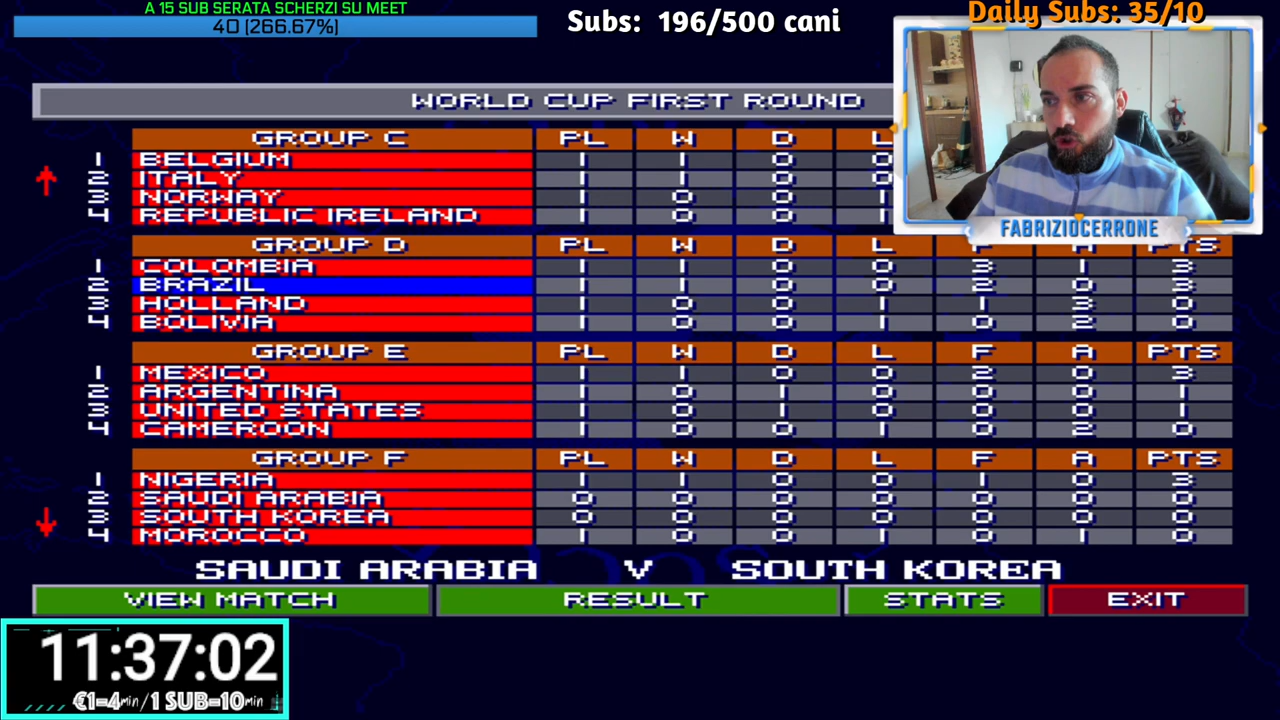 A 15 SUB SERATA SCHERZI SU MEET
40 (266.67%)
Subs: 196/500 cani
Daily Subs: 35/10
WORLD CUP FIRST ROUND
GROUP C PL W D L
1 BELGIUM 1 1 0 0
2 ITALY 1 1 0 0
3 NORWAY 1 0 0 1
4 REPUBLIC IRELAND 1 0 0 1
FABRIZIOCERRONE
GROUP D PL W D L F A PTS
1 COLOMBIA 1 1 0 0 3 1 3
2 BRAZIL 1 1 0 0 2 0 3
3 HOLLAND 1 0 0 1 1 3 0
4 BOLIVIA 1 0 0 1 0 2 0
GROUP E PL W D L F A PTS
1 MEXICO 1 1 0 0 2 0 3
2 ARGENTINA 1 0 1 0 0 0 1
3 UNITED STATES 1 0 1 0 0 0 1
4 CAMEROON 1 0 0 1 0 2 0
GROUP F PL W D L F A PTS
1 NIGERIA 1 1 0 0 1 0 3
2 SAUDI ARABIA 0 0 0 0 0 0 0
3 SOUTH KOREA 0 0 0 0 0 0 0
4 MOROCCO 1 0 0 1 0 1 0
SAUDI ARABIA V SOUTH KOREA
VIEW MATCH RESULT STATS EXIT
11:37:02
€1=4min/1 SUB=10min